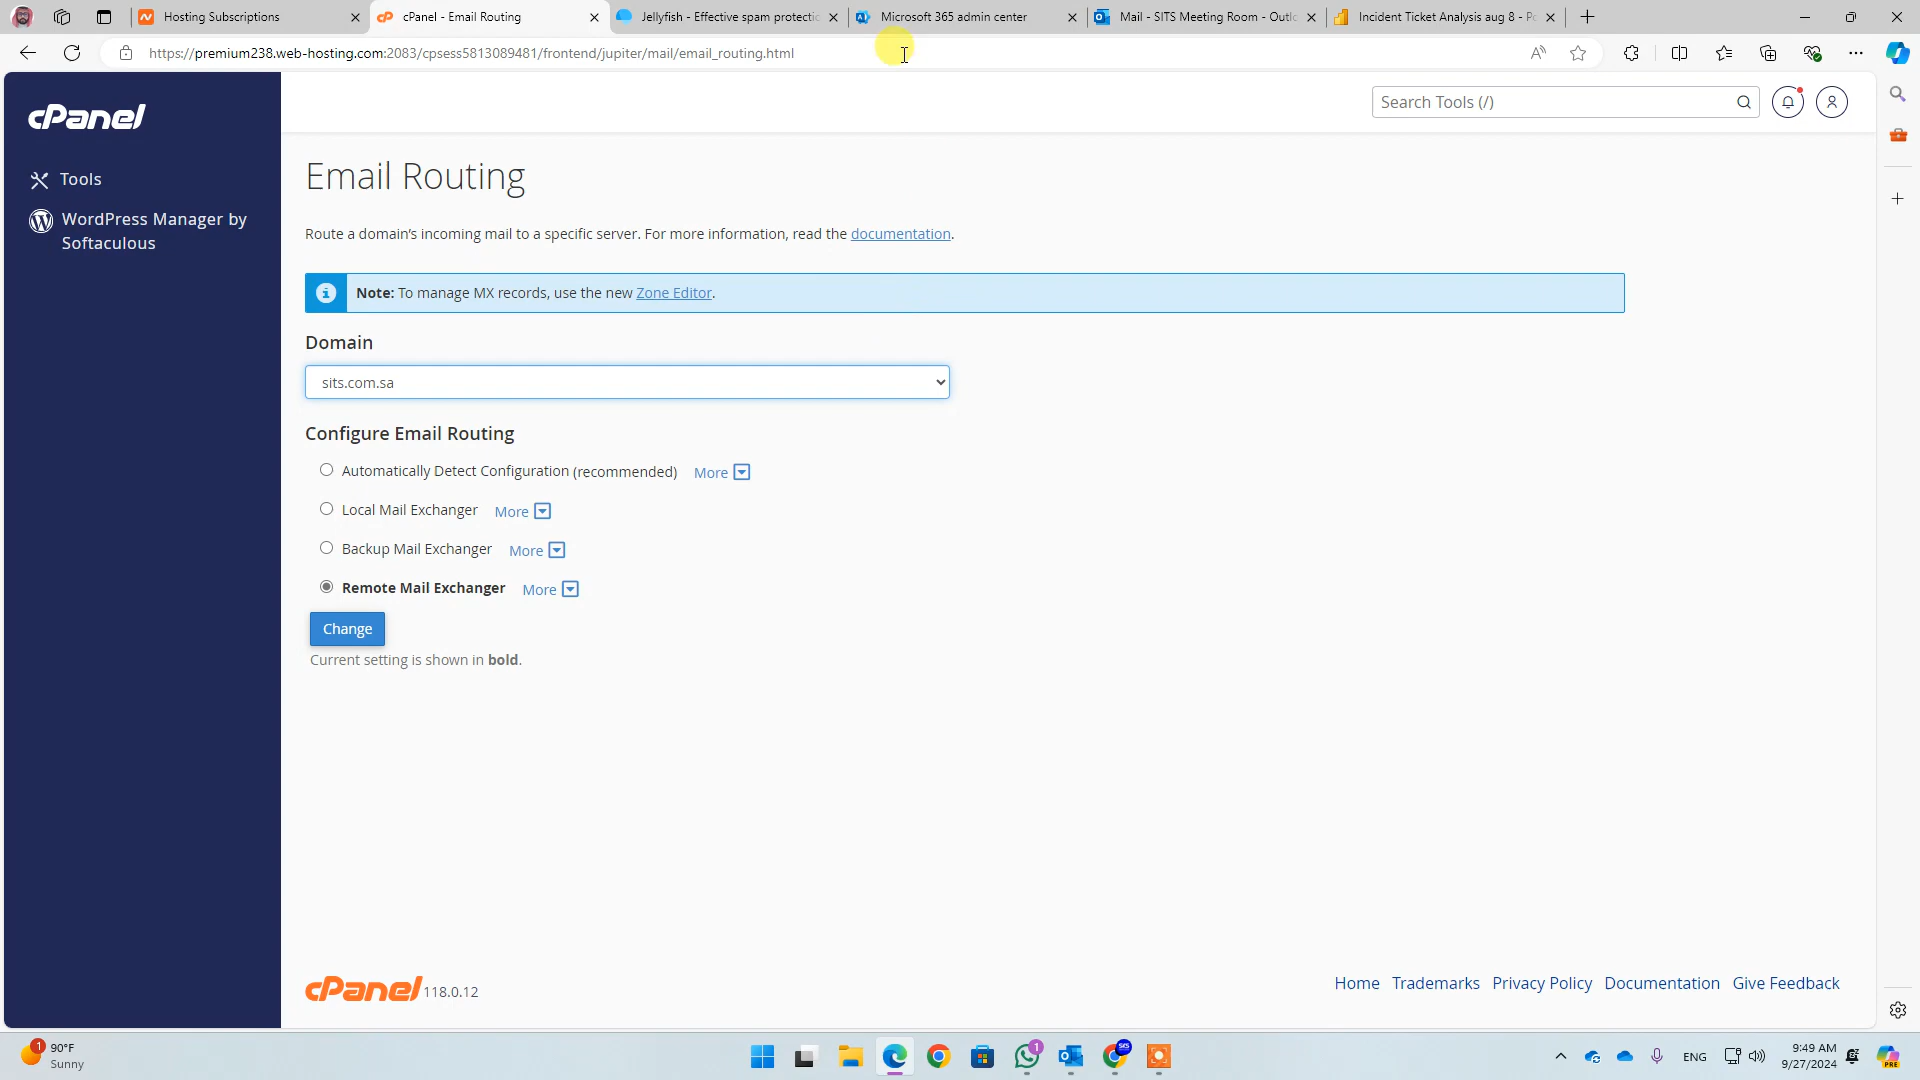 Hosting Subscriptions
cPanel - Email Routing
Jellyfish - Effective spam protectic
Microsoft 365 admin center
Mail - SITS Meeting Room - Outlo
Incident Ticket Analysis aug 8 - Po
https://premium238.web-hosting.com:2083/cpsess5813089481/frontend/jupiter/mail/email_routing.html
cPanel
Search Tools (/)
Tools
WordPress Manager by
Softaculous
Email Routing
Route a domain's incoming mail to a specific server. For more information, read the documentation.
Note: To manage MX records, use the new Zone Editor.
Domain
sits.com.sa
Configure Email Routing
Automatically Detect Configuration (recommended) More
Local Mail Exchanger More
Backup Mail Exchanger More
Remote Mail Exchanger More
Change
Current setting is shown in bold.
cPanel 118.0.12
Home Trademarks Privacy Policy Documentation Give Feedback
1
90°F
Sunny
1
SITS
ENG
9:49 AM
9/27/2024
PRE